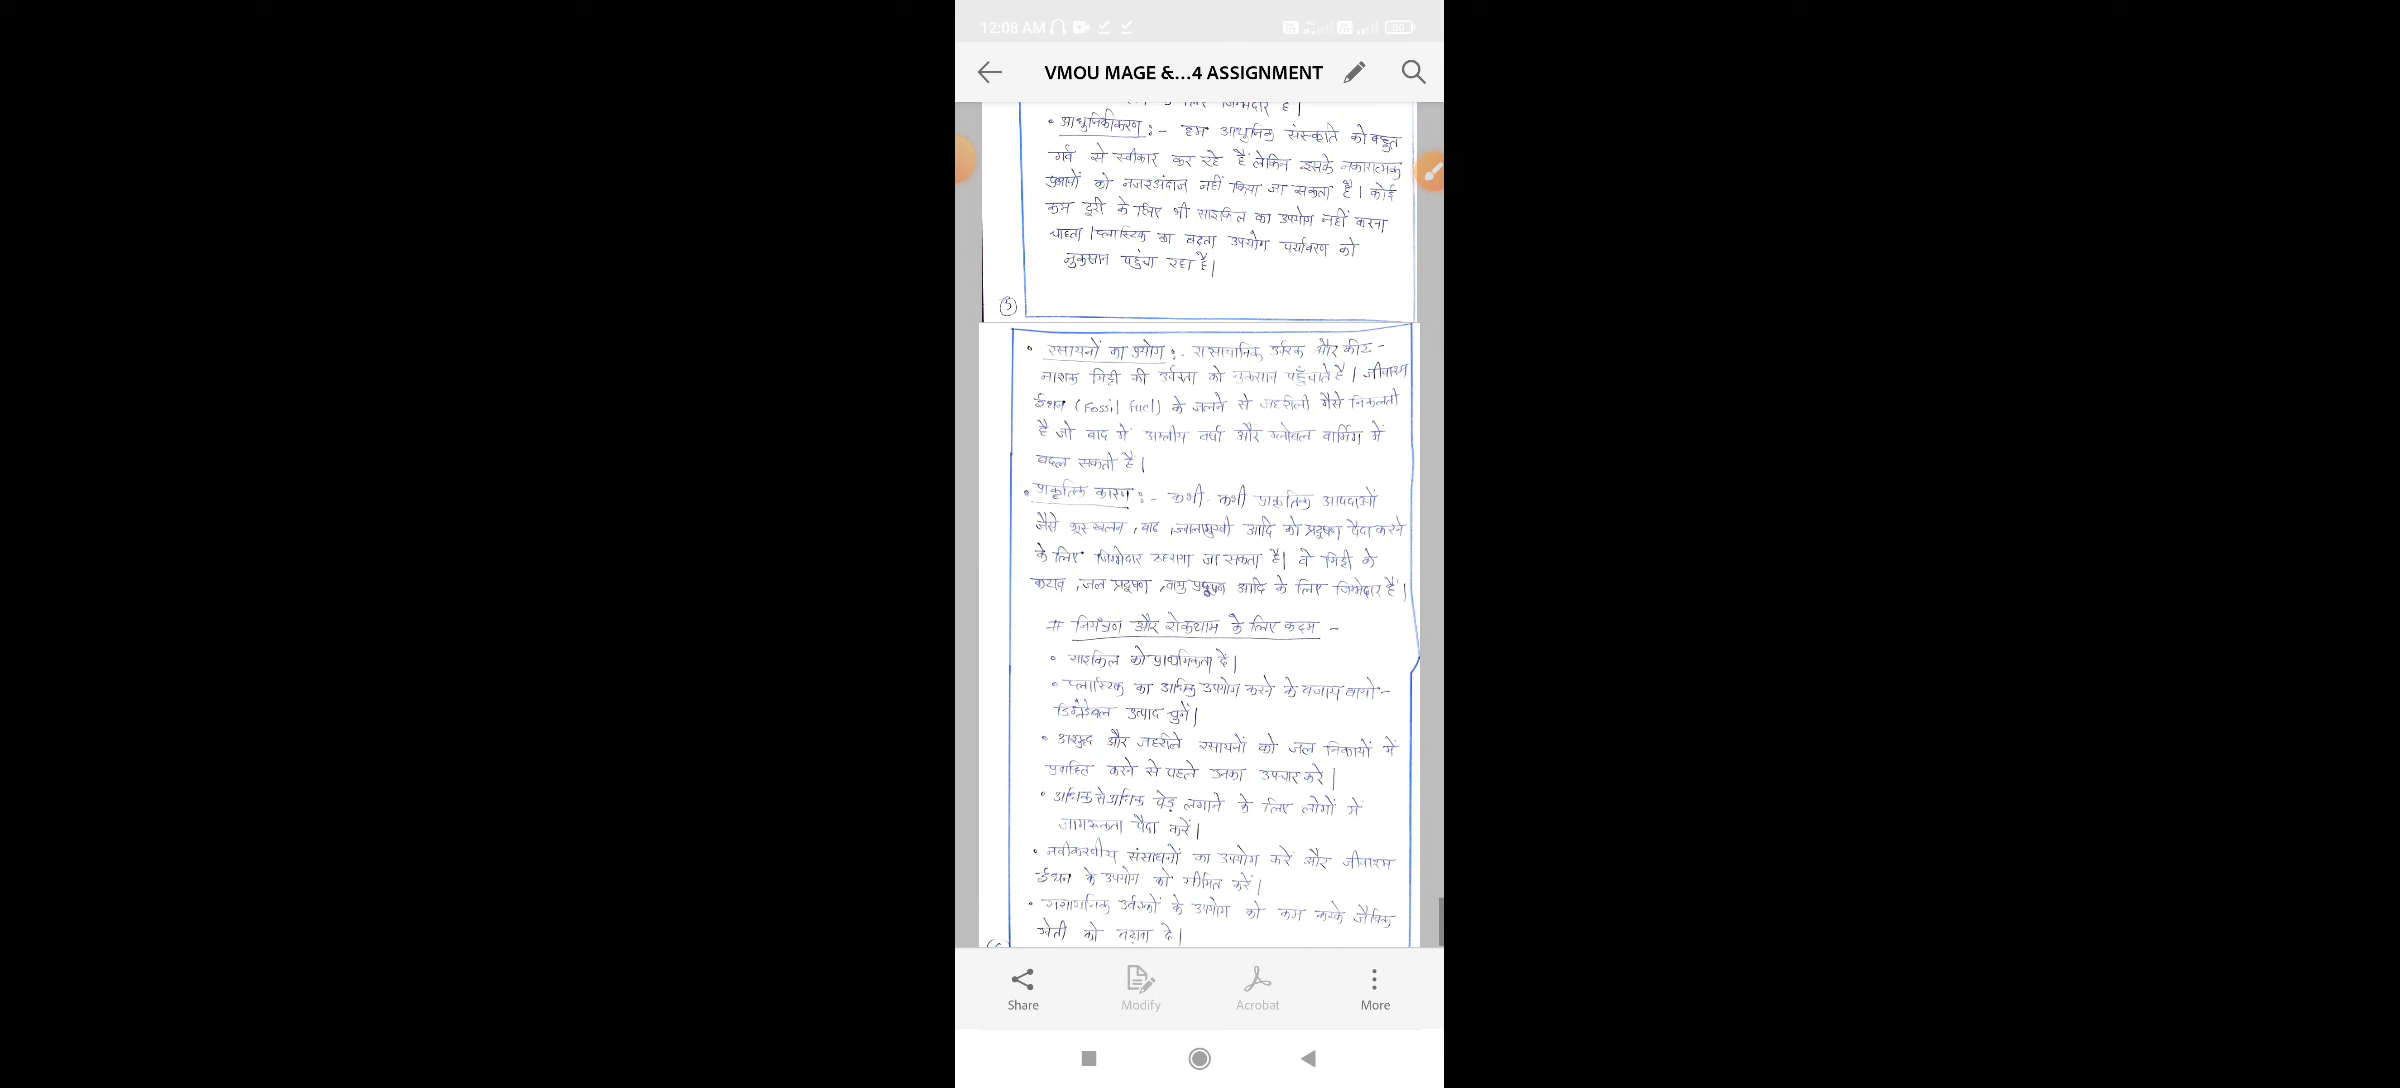 12:08 AM
VMOU MAGE &...4 ASSIGNMENT
जिम्मेदार है।
• आधुनिकीकरण :- हम आधुनिक संस्कृति को बहुत
गर्व से स्वीकार कर रहे हैं लेकिन इसके नकारात्मक
प्रभावों को नजरअंदाज नहीं किया जा सकता है। कोई
कम दूरी के लिए भी साइकिल का उपयोग नहीं करना
चाहता। प्लास्टिक का बढ़ता उपयोग पर्यावरण को
नुकसान पहुंचा रहा है।
5
• रसायनों का प्रयोग :- रासायनिक उर्वरक और कीट-
नाशक मिट्टी की उर्वरता को नुकसान पहुँचाते है। जीवाश्म
ईंधन (Fossil fuel) के जलने से जहरीली गैसे निकलती
है जो बाद में अम्लीय वर्षा और ग्लोबल वार्मिंग में
बदल सकती है।
• प्राकृतिक कारण :- कभी-कभी प्राकृतिक आपदाओं
जैसे भूस्खलन, बाढ, ज्वालामुखी आदि को प्रदूषण पैदा करने
के लिए जिम्मेदार ठहराया जा सकता है। वे मिट्टी के
कटाव, जल प्रदूषण, वायु प्रदूषण आदि के लिए जिम्मेदार है।
# नियंत्रण और रोकथाम के लिए कदम -
• साइकिल को प्राथमिकता दें।
• प्लास्टिक का अधिक उपयोग करने के बजाय बायो-
डिग्रेडेबल उत्पाद चुनें।
• अशुद्ध और जहरीले रसायनों को जल निकायों में
प्रवाहित करने से पहले उनका उपचार करे।
• अधिक से अधिक पेड़ लगाने के लिए लोगों में
जागरूकता पैदा करें।
• नवीकरणीय संसाधनों का उपयोग करें और जीवाश्म
ईंधन के उपयोग को सीमित करें।
• रासायनिक उर्वरकों के उपयोग को कम करके जैविक
खेती को बढ़ावा दे।
Share Modify Acrobat More